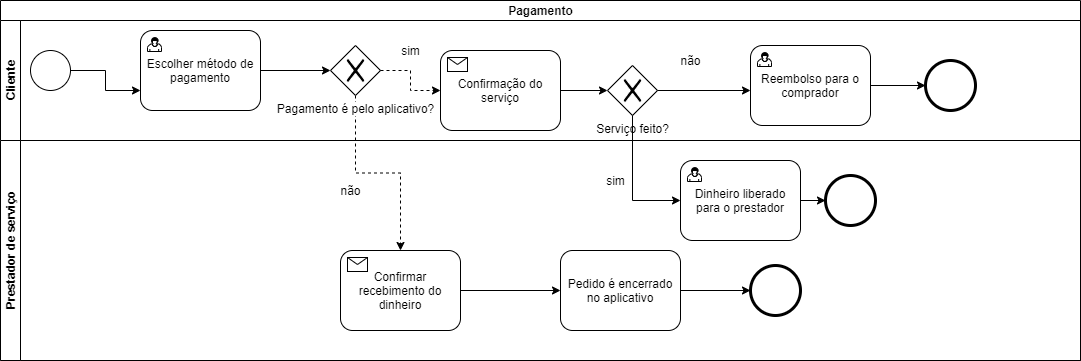 Pagamento
Cliente
Escolher método de
pagamento
Pagamento é pelo aplicativo?
sim
Confirmação do
serviço
Serviço feito?
não
Reembolso para o
comprador
Prestador de serviço
sim
Dinheiro liberado
para o prestador
não
Confirmar
recebimento do
dinheiro
Pedido é encerrado
no aplicativo